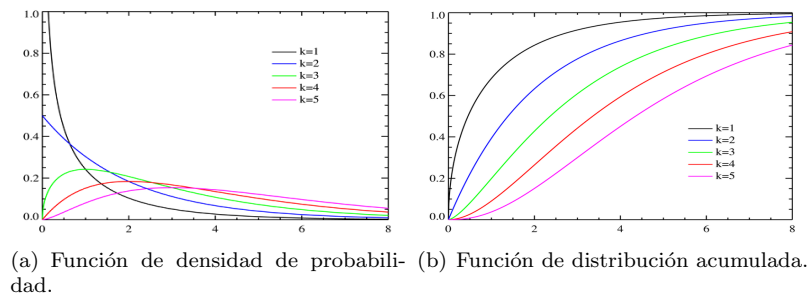 1.0
0.8
0.6
0.4
0.2
0.0
0 2 4 6 8
k=1
k=2
k=3
k=4
k=5
1.0
0.8
0.6
0.4
0.2
0.0
0 2 4 6 8
k=1
k=2
k=3
k=4
k=5
(a) Función de densidad de probabili-
dad.
(b) Función de distribución acumulada.